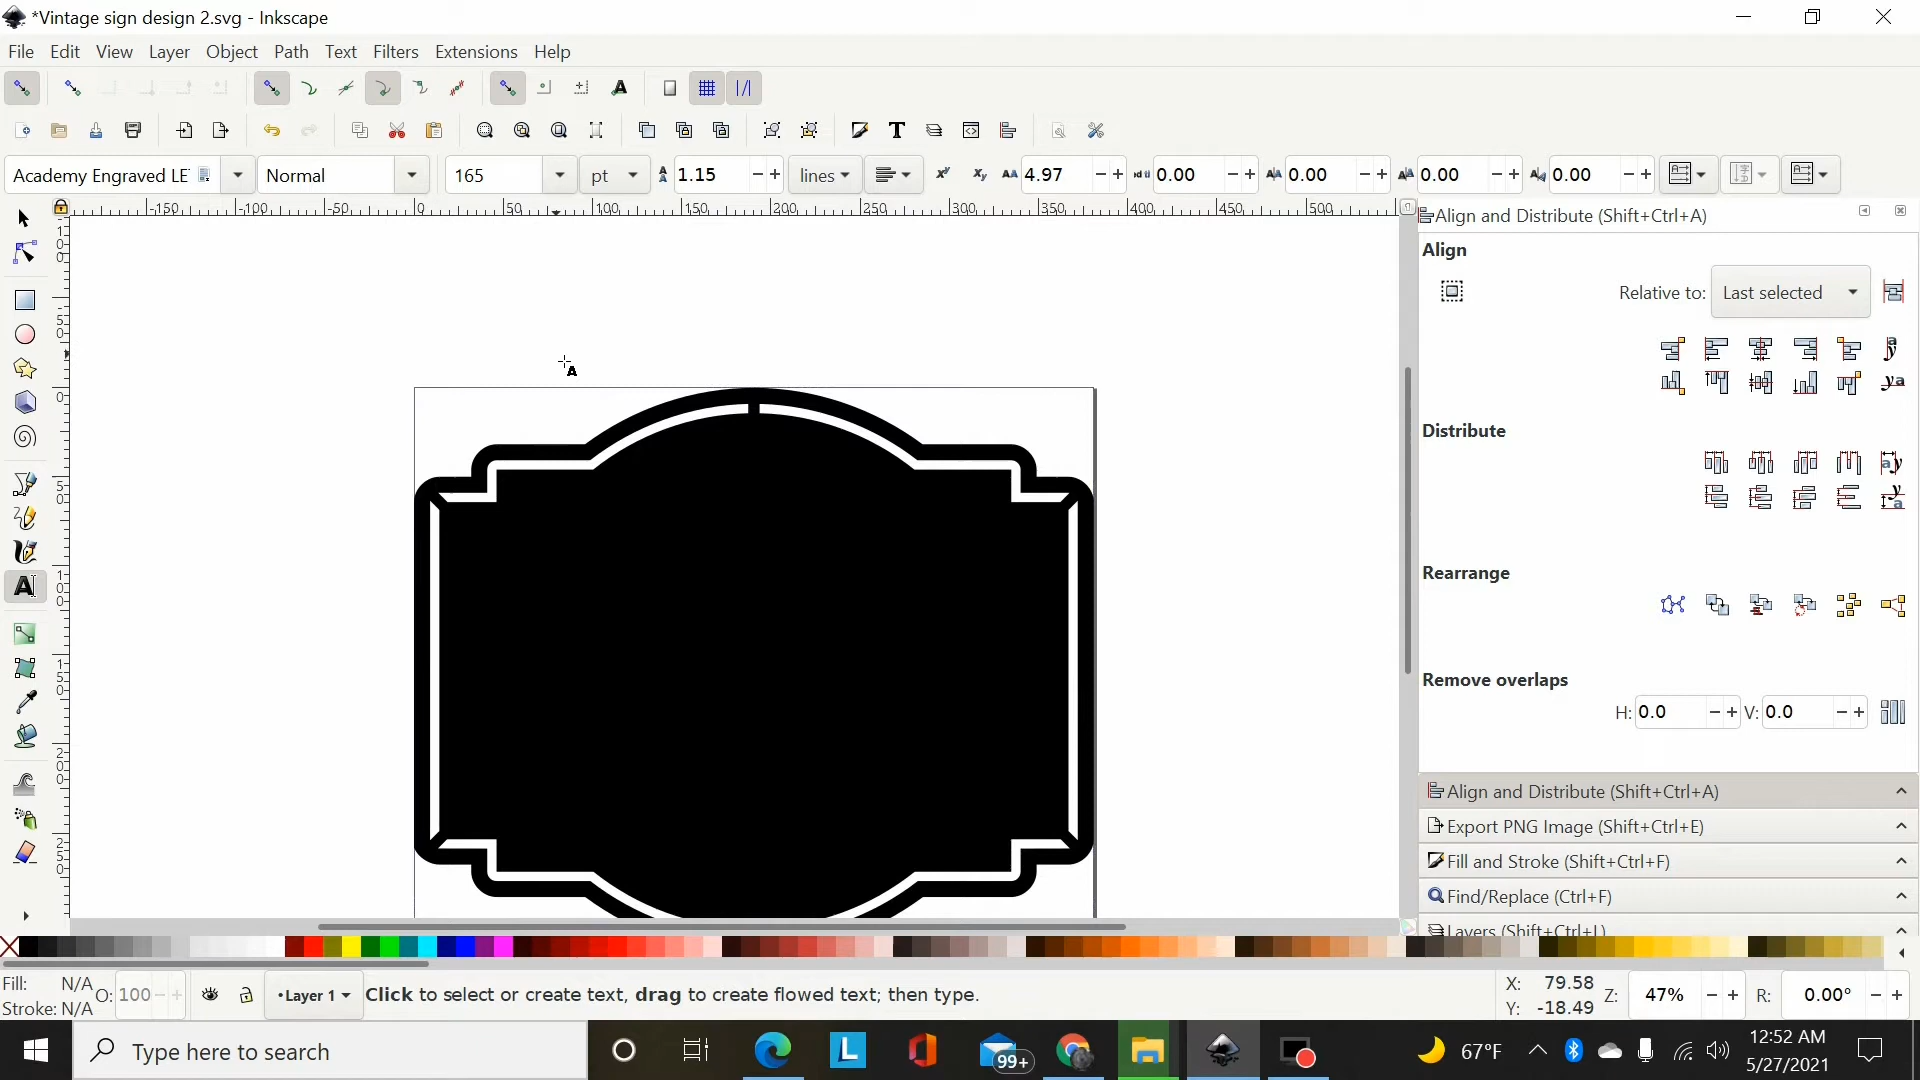 *Vintage sign design 2.svg - Inkscape
File Edit View Layer Object Path Text Filters Extensions Help
Academy Engraved LE Normal 165 pt 1.15 lines 4.97 0.00 0.00 0.00 0.00
-150 -100 -50 0 50 100 150 200 250 300 350 400 450 500
Align and Distribute (Shift+Ctrl+A)
Align
Relative to: Last selected
Distribute
Rearrange
Remove overlaps
H: 0.0 V: 0.0
Align and Distribute (Shift+Ctrl+A)
Export PNG Image (Shift+Ctrl+E)
Fill and Stroke (Shift+Ctrl+F)
Find/Replace (Ctrl+F)
Layers (Shift+Ctrl+L)
Fill: N/A
Stroke: N/A
O: 100
•Layer 1
Click to select or create text, drag to create flowed text; then type.
X: 79.58
Y: -18.49
Z: 47%
R: 0.00°
Type here to search
99+
67°F
12:52 AM
5/27/2021